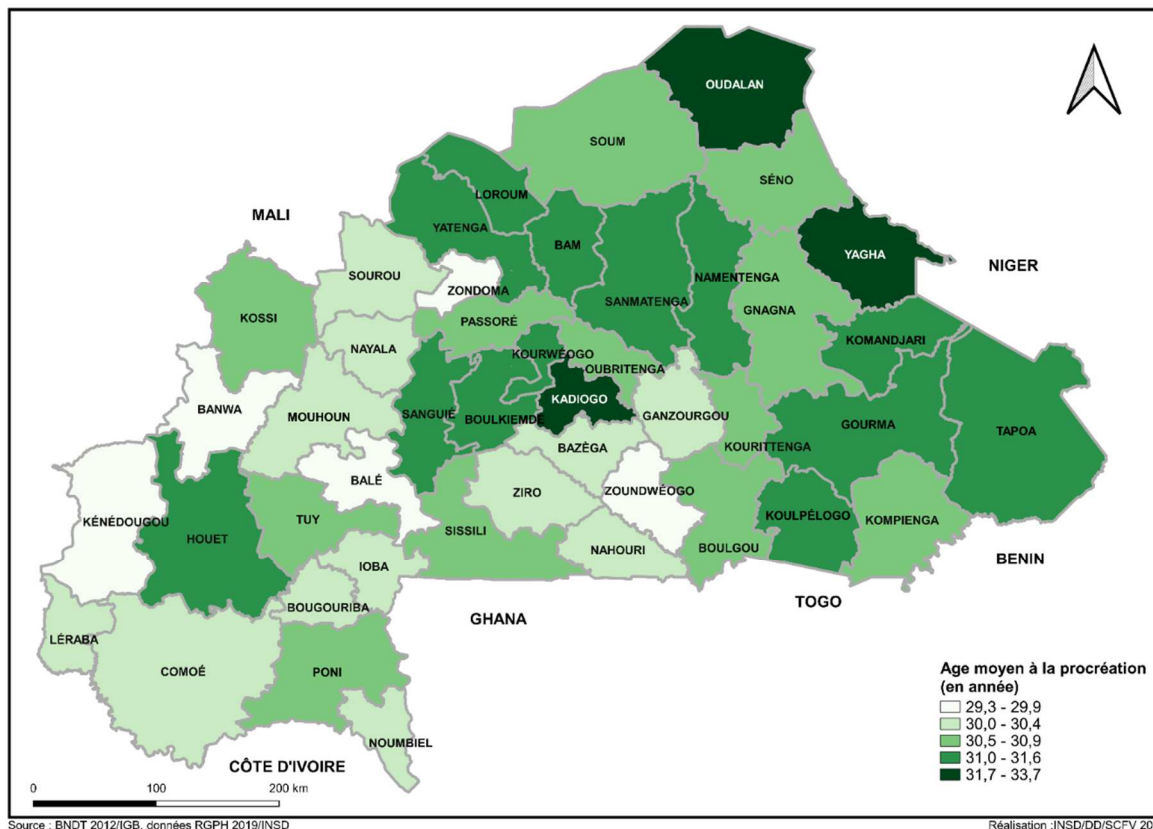 OUDALAN
SOUM
SÉNO
LOROUM
MALI
YATENGA
BAM
YAGHA
NIGER
SOUROU
ZONDOMA
NAMENTENGA
SANMATENGA
KOSSI
PASSORÉ
GNAGNA
KOMANDJARI
NAYALA
KOURWÉOGO
OUBRITENGA
BANWA
MOUHOUN
SANGUIÉ
KADIOGO
BOULKIEMDÉ
GANZOURGOU
GOURMA
TAPOA
BAZÈGA
KOURITTENGA
BALÉ
ZIRO
ZOUNDWÉOGO
KÉNÉDOUGOU
TUY
KOULPÉLOGO
KOMPIENGA
HOUET
SISSILI
BOULGOU
NAHOURI
BENIN
IOBA
TOGO
BOUGOURIBA
GHANA
LÉRABA
COMOÉ
PONI
NOUMBIEL
CÔTE D'IVOIRE
Age moyen à la procréation
(en année)
29,3 - 29,9
30,0 - 30,4
30,5 - 30,9
31,0 - 31,6
31,7 - 33,7
0 100 200 km
Source : BNDT 2012/IGB, données RGPH 2019/INSD
Réalisation :INSD/DD/SCFV 20